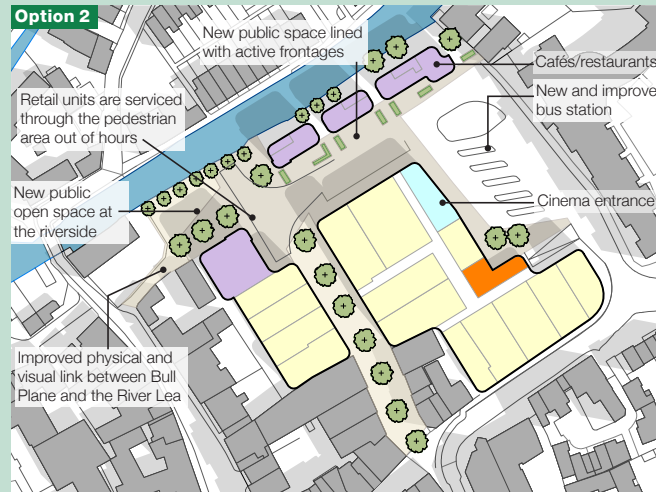 Option 2
New public space lined
with active frontages
Cafés/restaurants
New and improve
bus station
Retail units are serviced
through the pedestrian
area out of hours
New public
open space at
the riverside
Cinema entrance
Improved physical and
visual link between Bull
Plane and the River Lea